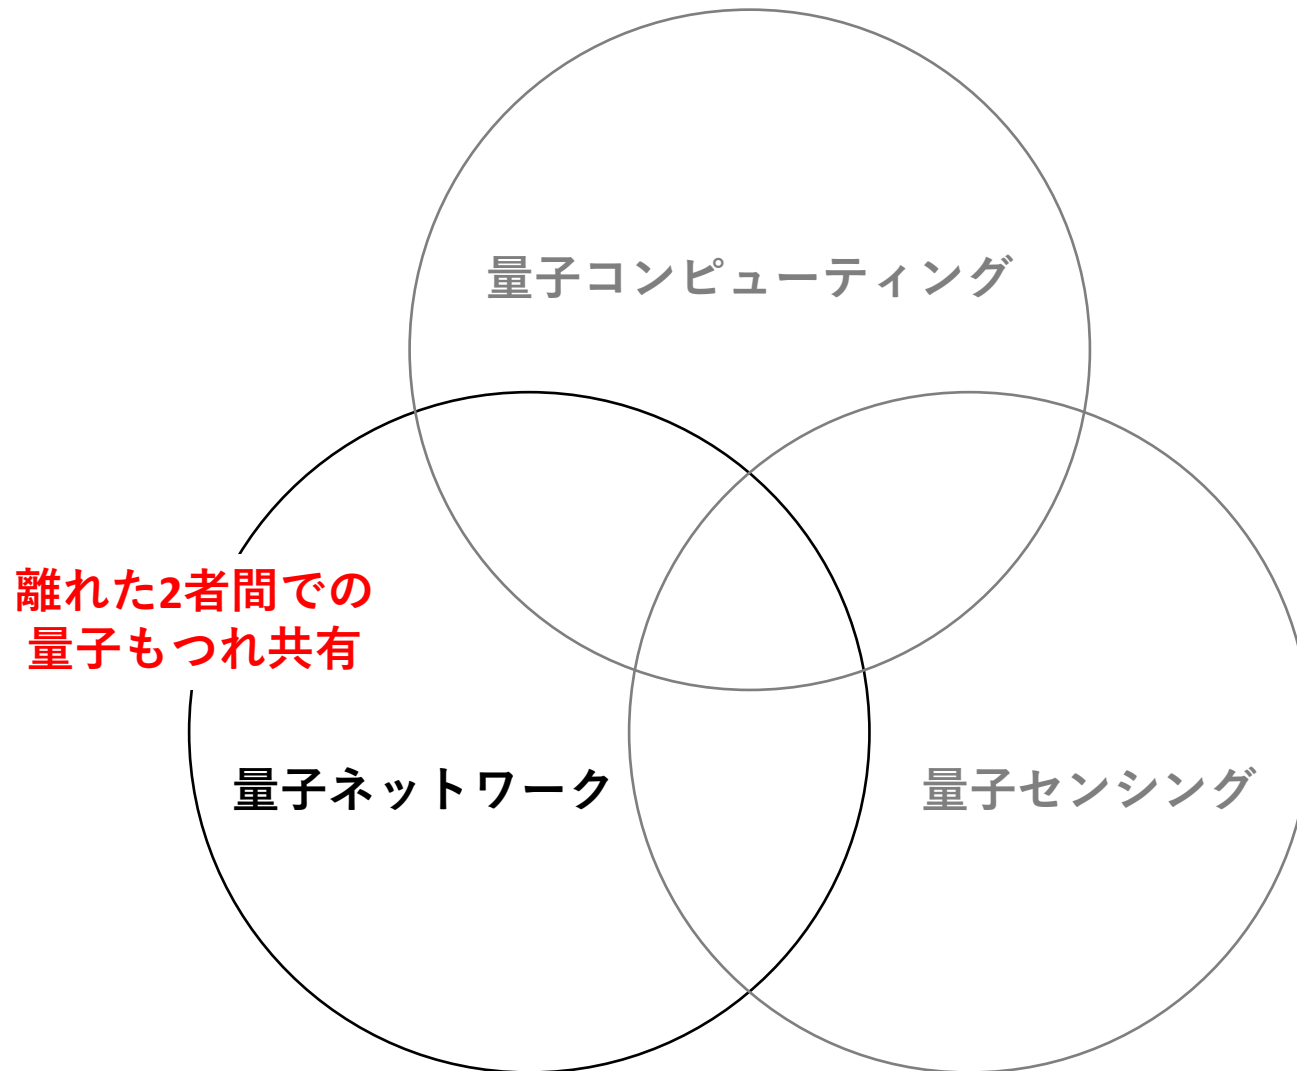 量子コンピューティング
離れた2者間での
量子もつれ共有
量子ネットワーク
量子センシング